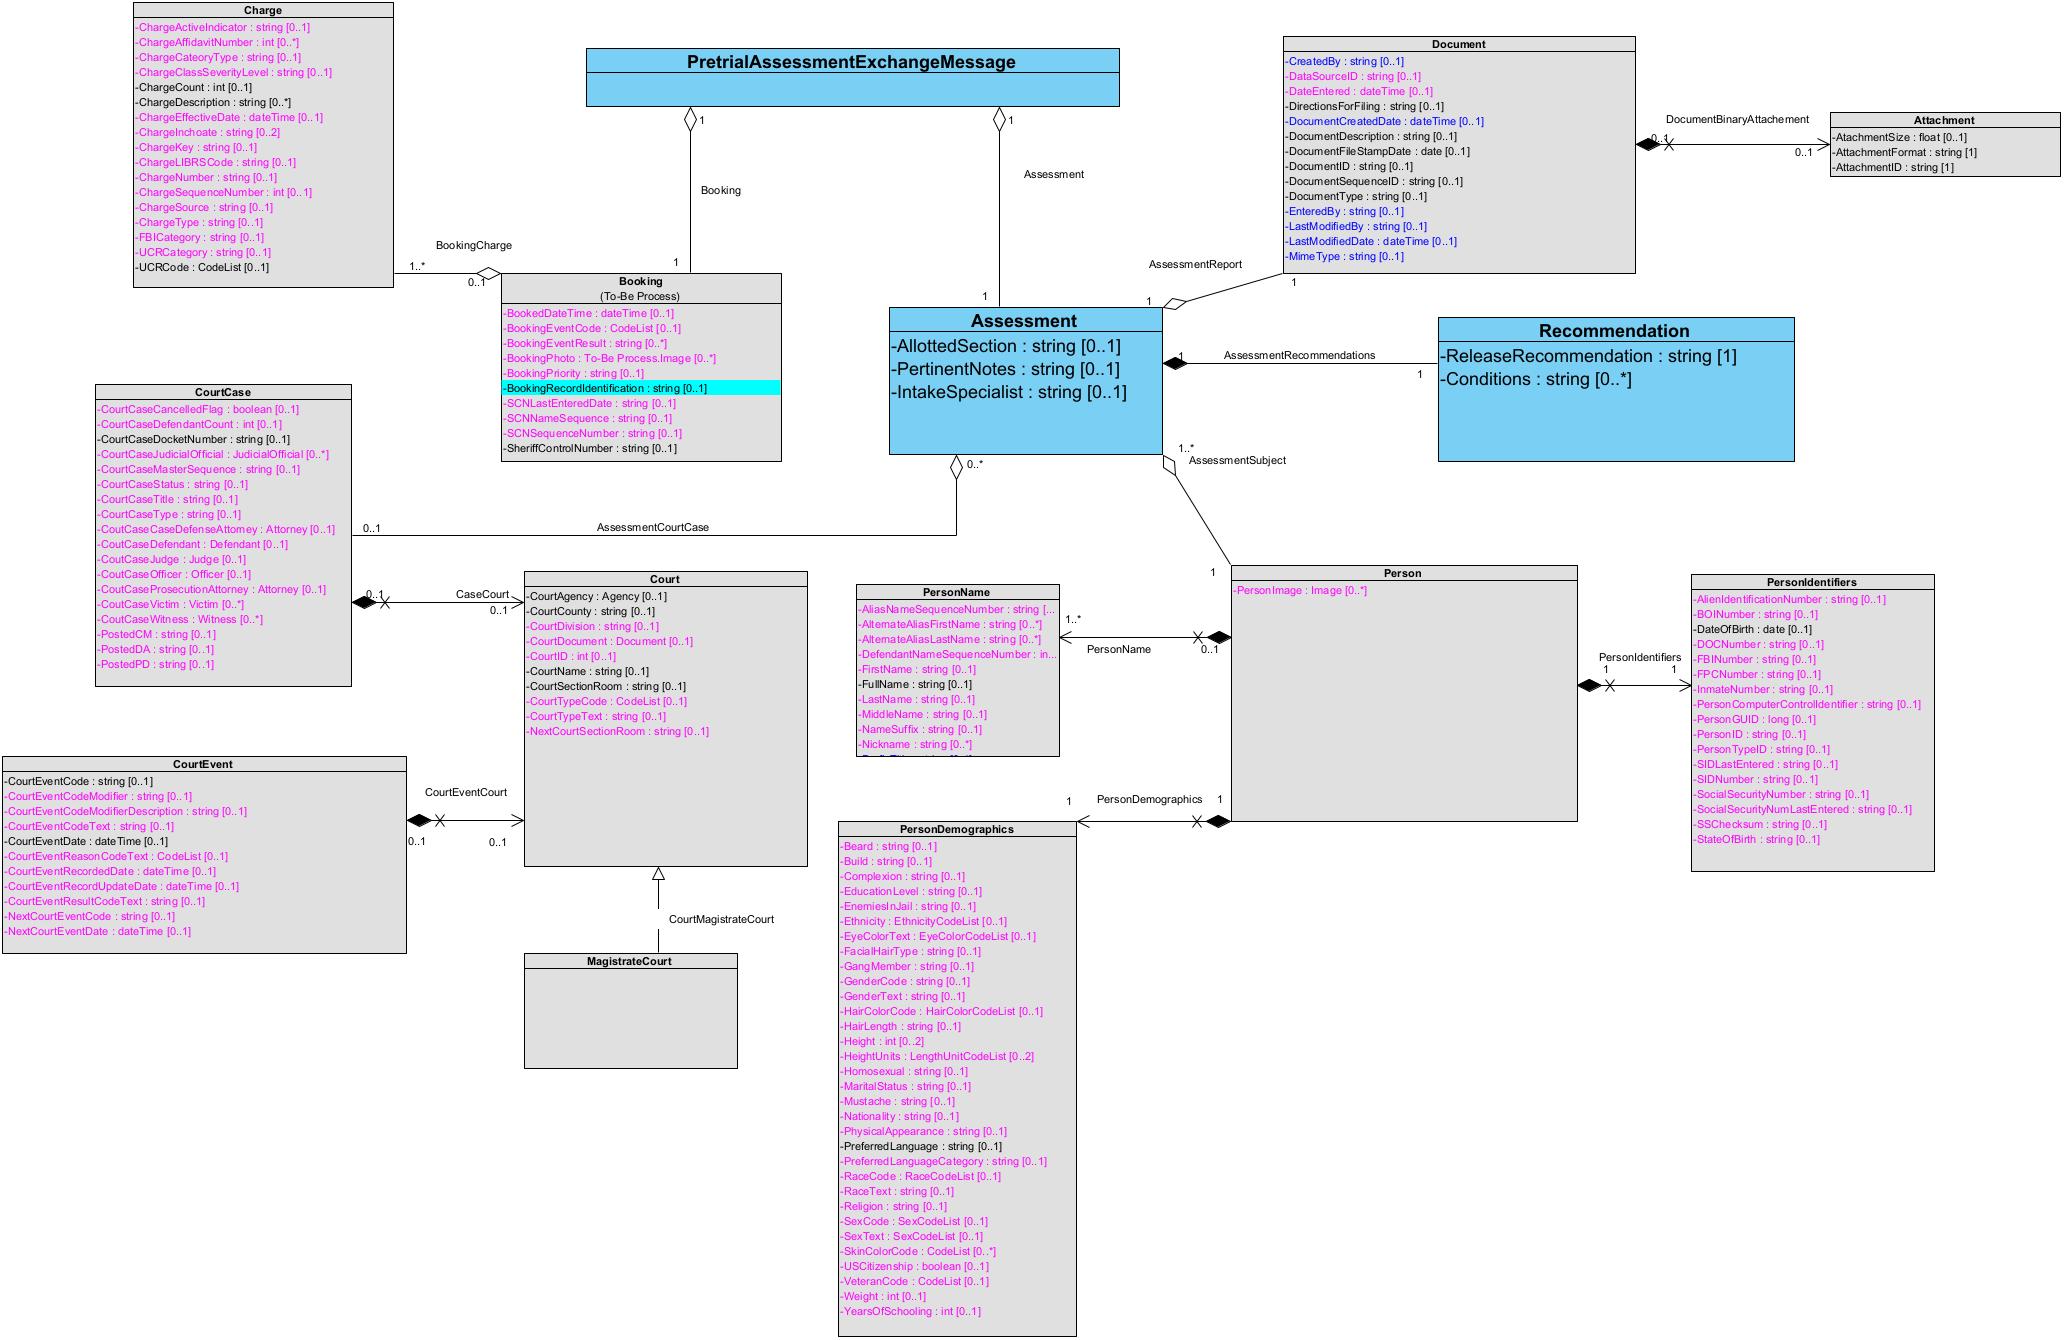 Charge
-ChargeActiveIndicator : string [0..1]
-ChargeAffidavitNumber : int [0..*]
-ChargeCateoryType : string [0..1]
-ChargeClassSeverityLevel : string [0..1]
-ChargeCount : int [0..1]
-ChargeDescription : string [0..*]
-ChargeEffectiveDate : dateTime [0..1]
-ChargeInchoate : string [0..2]
-ChargeKey : string [0..1]
-ChargeLIBRSCode : string [0..1]
-ChargeNumber : string [0..1]
-ChargeSequenceNumber : int [0..1]
-ChargeSource : string [0..1]
-ChargeType : string [0..1]
-FBICategory : string [0..1]
-UCRCategory : string [0..1]
-UCRCode : CodeList [0..1]
PretrialAssessmentExchangeMessage
1
1
Booking
Assessment
1
1
BookingCharge
1..*
0..1
Booking
(To-Be Process)
-BookedDateTime : dateTime [0..1]
-BookingEventCode : CodeList [0..1]
-BookingEventResult : string [0..*]
-BookingPhoto : To-Be Process.Image [0..*]
-BookingPriority : string [0..1]
-BookingRecordIdentification : string [0..1]
-SCNLastEnteredDate : string [0..1]
-SCNNameSequence : string [0..1]
-SCNSequenceNumber : string [0..1]
-SheriffControlNumber : string [0..1]
Document
-CreatedBy : string [0..1]
-DataSourceID : string [0..1]
-DateEntered : dateTime [0..1]
-DirectionsForFiling : string [0..1]
-DocumentCreatedDate : dateTime [0..1]
-DocumentDescription : string [0..1]
-DocumentFileStampDate : date [0..1]
-DocumentID : string [0..1]
-DocumentSequenceID : string [0..1]
-DocumentType : string [0..1]
-EnteredBy : string [0..1]
-LastModifiedBy : string [0..1]
-LastModifiedDate : dateTime [0..1]
-MimeType : string [0..1]
DocumentBinaryAttachement
0..1
0..1
Attachment
-AtachmentSize : float [0..1]
-AttachmentFormat : string [1]
-AttachmentID : string [1]
AssessmentReport
1
1
Assessment
-AllottedSection : string [0..1]
-PertinentNotes : string [0..1]
-IntakeSpecialist : string [0..1]
1
AssessmentRecommendations
1
Recommendation
-ReleaseRecommendation : string [1]
-Conditions : string [0..*]
1..*
AssessmentSubject
1
0..*
AssessmentCourtCase
0..1
CourtCase
-CourtCaseCancelledFlag : boolean [0..1]
-CourtCaseDefendantCount : int [0..1]
-CourtCaseDocketNumber : string [0..1]
-CourtCaseJudicialOfficial : JudicialOfficial [0..*]
-CourtCaseMasterSequence : string [0..1]
-CourtCaseStatus : string [0..1]
-CourtCaseTitle : string [0..1]
-CourtCaseType : string [0..1]
-CoutCaseCaseDefenseAttorney : Attorney [0..1]
-CoutCaseDefendant : Defendant [0..1]
-CoutCaseJudge : Judge [0..1]
-CoutCaseOfficer : Officer [0..1]
-CoutCaseProsecutionAttorney : Attorney [0..1]
-CoutCaseVictim : Victim [0..*]
-CoutCaseWitness : Witness [0..*]
-PostedCM : string [0..1]
-PostedDA : string [0..1]
-PostedPD : string [0..1]
0..1
CaseCourt
0..1
Court
-CourtAgency : Agency [0..1]
-CourtCounty : string [0..1]
-CourtDivision : string [0..1]
-CourtDocument : Document [0..1]
-CourtID : int [0..1]
-CourtName : string [0..1]
-CourtSectionRoom : string [0..1]
-CourtTypeCode : CodeList [0..1]
-CourtTypeText : string [0..1]
-NextCourtSectionRoom : string [0..1]
CourtEvent
-CourtEventCode : string [0..1]
-CourtEventCodeModifier : string [0..1]
-CourtEventCodeModifierDescription : string [0..1]
-CourtEventCodeText : string [0..1]
-CourtEventDate : dateTime [0..1]
-CourtEventReasonCodeText : CodeList [0..1]
-CourtEventRecordedDate : dateTime [0..1]
-CourtEventRecordUpdateDate : dateTime [0..1]
-CourtEventResultCodeText : string [0..1]
-NextCourtEventCode : string [0..1]
-NextCourtEventDate : dateTime [0..1]
CourtEventCourt
0..1
0..1
CourtMagistrateCourt
MagistrateCourt
PersonName
-AliasNameSequenceNumber : string [...
-AlternateAliasFirstName : string [0..*]
-AlternateAliasLastName : string [0..*]
-DefendantNameSequenceNumber : in...
-FirstName : string [0..1]
-FullName : string [0..1]
-LastName : string [0..1]
-MiddleName : string [0..1]
-NameSuffix : string [0..1]
-Nickname : string [0..*]
1..*
PersonName
0..1
Person
-PersonImage : Image [0..*]
PersonIdentifiers
1
1
PersonIdentifiers
-AlienIdentificationNumber : string [0..1]
-BOINumber : string [0..1]
-DateOfBirth : date [0..1]
-DOCNumber : string [0..1]
-FBINumber : string [0..1]
-FPCNumber : string [0..1]
-InmateNumber : string [0..1]
-PersonComputerControlIdentifier : string [0..1]
-PersonGUID : long [0..1]
-PersonID : string [0..1]
-PersonTypeID : string [0..1]
-SIDLastEntered : string [0..1]
-SIDNumber : string [0..1]
-SocialSecurityNumber : string [0..1]
-SocialSecurityNumLastEntered : string [0..1]
-SSChecksum : string [0..1]
-StateOfBirth : string [0..1]
1
PersonDemographics
1
PersonDemographics
-Beard : string [0..1]
-Build : string [0..1]
-Complexion : string [0..1]
-EducationLevel : string [0..1]
-EnemiesInJail : string [0..1]
-Ethnicity : EthnicityCodeList [0..1]
-EyeColorText : EyeColorCodeList [0..1]
-FacialHairType : string [0..1]
-GangMember : string [0..1]
-GenderCode : string [0..1]
-GenderText : string [0..1]
-HairColorCode : HairColorCodeList [0..1]
-HairLength : string [0..1]
-Height : int [0..2]
-HeightUnits : LengthUnitCodeList [0..2]
-Homosexual : string [0..1]
-MaritalStatus : string [0..1]
-Mustache : string [0..1]
-Nationality : string [0..1]
-PhysicalAppearance : string [0..1]
-PreferredLanguage : string [0..1]
-PreferredLanguageCategory : string [0..1]
-RaceCode : RaceCodeList [0..1]
-RaceText : string [0..1]
-Religion : string [0..1]
-SexCode : SexCodeList [0..1]
-SexText : SexCodeList [0..1]
-SkinColorCode : CodeList [0..*]
-USCitizenship : boolean [0..1]
-VeteranCode : CodeList [0..1]
-Weight : int [0..1]
-YearsOfSchooling : int [0..1]